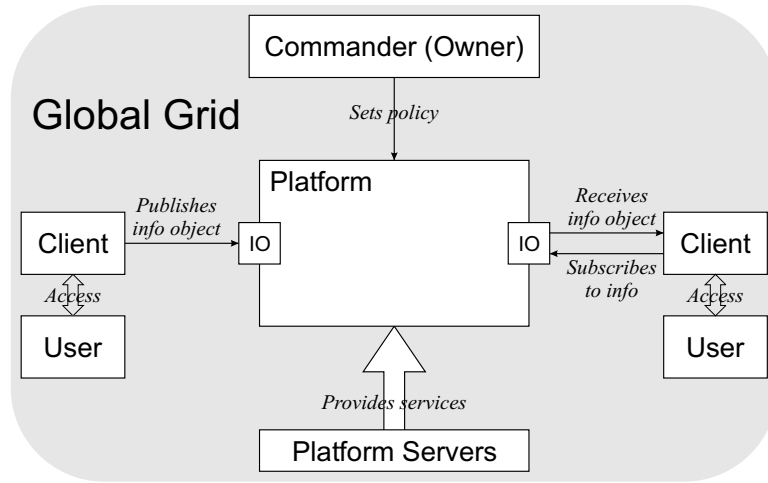 Commander (Owner)
Global Grid
Sets policy
Platform
Publishes
info object
Receives
info object
Client
IO
IO
Client
Subscribes
to info
Access
Access
User
User
Provides services
Platform Servers